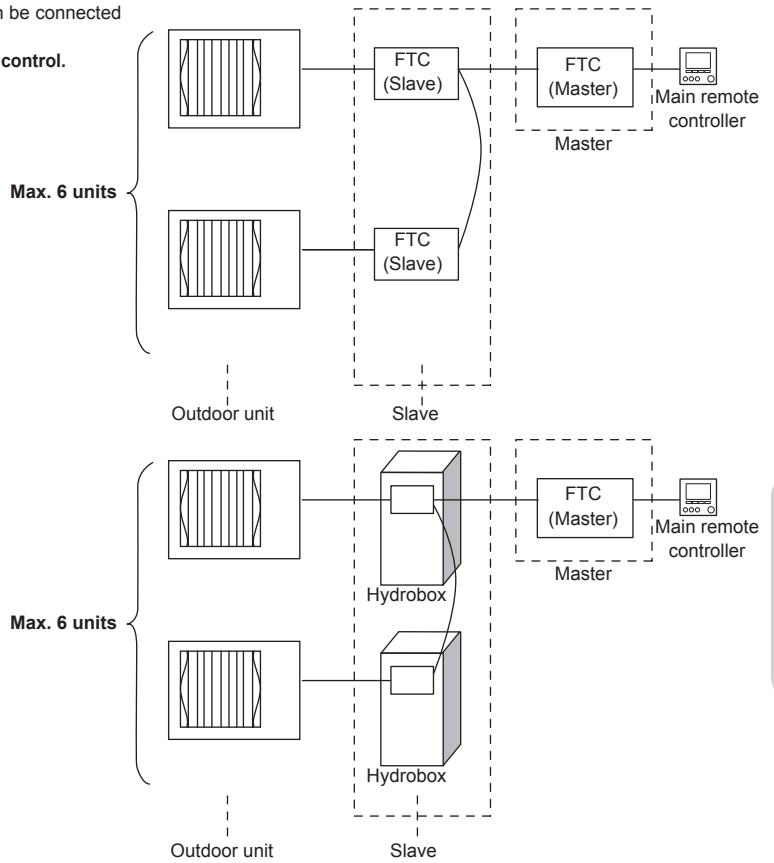 be connected
control.
FTC
(Slave)
FTC
(Master)
Main remote
controller
Master
Max. 6 units
FTC
(Slave)
Outdoor unit
Slave
FTC
(Master)
Main remote
controller
Master
Hydrobox
Max. 6 units
Hydrobox
Outdoor unit
Slave